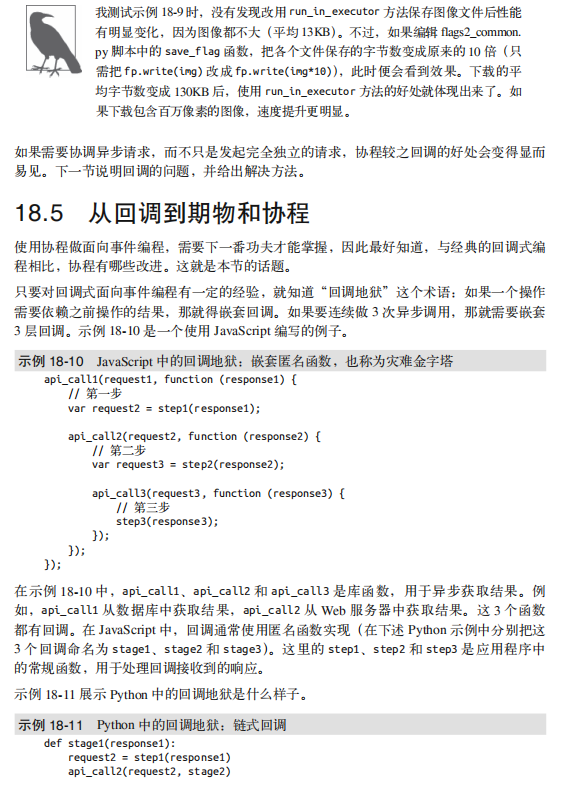 我测试示例 18-9 时，没有发现改用 run_in_executor 方法保存图像文件后性能
有明显变化，因为图像都不大（平均 13KB）。不过，如果编辑 flags2_common.
py 脚本中的 save_flag 函数，把各个文件保存的字节数变成原来的 10 倍（只
需把 fp.write(img) 改成 fp.write(img*10)），此时便会看到效果。下载的平
均字节数变成 130KB 后，使用 run_in_executor 方法的好处就体现出来了。如
果下载包含百万像素的图像，速度提升更明显。
如果需要协调异步请求，而不只是发起完全独立的请求，协程较之回调的好处会变得显而
易见。下一节说明回调的问题，并给出解决方法。
18.5 从回调到期物和协程
使用协程做面向事件编程，需要下一番功夫才能掌握，因此最好知道，与经典的回调式编
程相比，协程有哪些改进。这就是本节的话题。
只要对回调式面向事件编程有一定的经验，就知道“回调地狱”这个术语：如果一个操作
需要依赖之前操作的结果，那就得嵌套回调。如果要连续做 3 次异步调用，那就需要嵌套
3 层回调。示例 18-10 是一个使用 JavaScript 编写的例子。
示例 18-10 JavaScript 中的回调地狱：嵌套匿名函数，也称为灾难金字塔
api_call1(request1, function (response1) {
// 第一步
var request2 = step1(response1);
api_call2(request2, function (response2) {
// 第二步
var request3 = step2(response2);
api_call3(request3, function (response3) {
// 第三步
step3(response3);
});
});
});
在示例 18-10 中，api_call1、api_call2 和 api_call3 是库函数，用于异步获取结果。例
如，api_call1 从数据库中获取结果，api_call2 从 Web 服务器中获取结果。这 3 个函数
都有回调。在 JavaScript 中，回调通常使用匿名函数实现（在下述 Python 示例中分别把这
3 个回调命名为 stage1、stage2 和 stage3）。这里的 step1、step2 和 step3 是应用程序中
的常规函数，用于处理回调接收到的响应。
示例 18-11 展示 Python 中的回调地狱是什么样子。
示例 18-11 Python 中的回调地狱：链式回调
def stage1(response1):
request2 = step1(response1)
api_call2(request2, stage2)